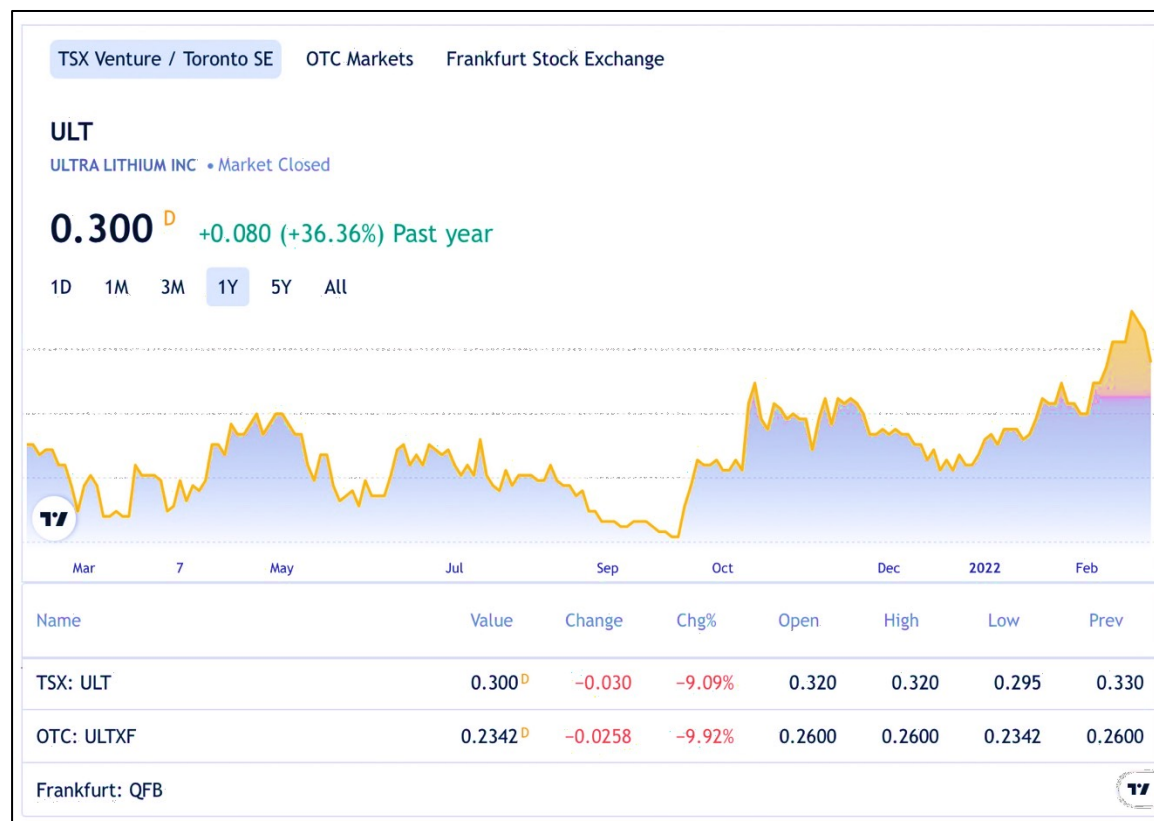 TSX Venture / Toronto SE OTC Markets Frankfurt Stock Exchange
ULT
ULTRA LITHIUM INC • Market Closed
0.300 D +0.080 (+36.36%) Past year
1D 1M 3M 1Y 5Y All
Mar 7 May Jul Sep Oct Dec 2022 Feb
Name Value Change Chg% Open High Low Prev
TSX: ULT 0.300 D −0.030 −9.09% 0.320 0.320 0.295 0.330
OTC: ULTXF 0.2342 D −0.0258 −9.92% 0.2600 0.2600 0.2342 0.2600
Frankfurt: QFB